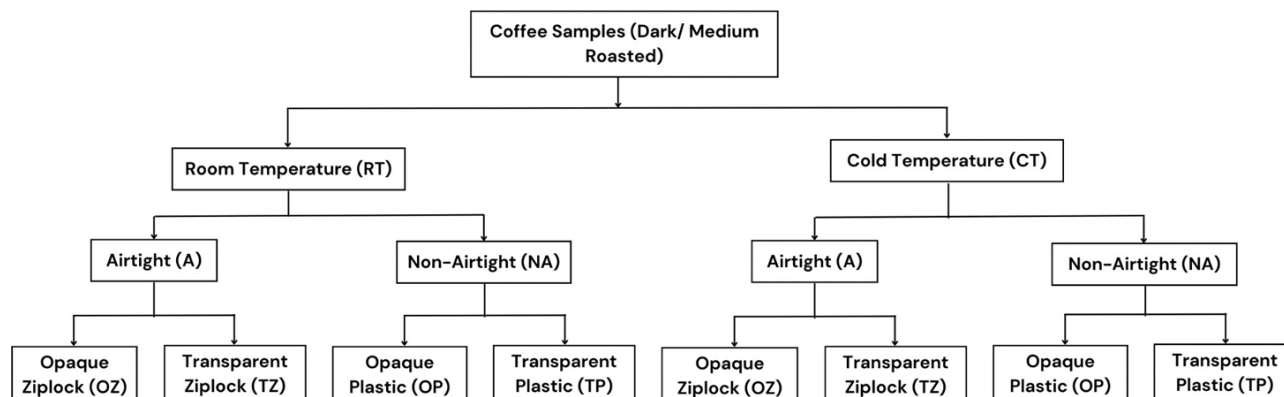 Coffee Samples (Dark/ Medium
Roasted)
Room Temperature (RT)
Cold Temperature (CT)
Airtight (A)
Non-Airtight (NA)
Airtight (A)
Non-Airtight (NA)
Opaque
Ziplock (OZ)
Transparent
Ziplock (TZ)
Opaque
Plastic (OP)
Transparent
Plastic (TP)
Opaque
Ziplock (OZ)
Transparent
Ziplock (TZ)
Opaque
Plastic (OP)
Transparent
Plastic (TP)